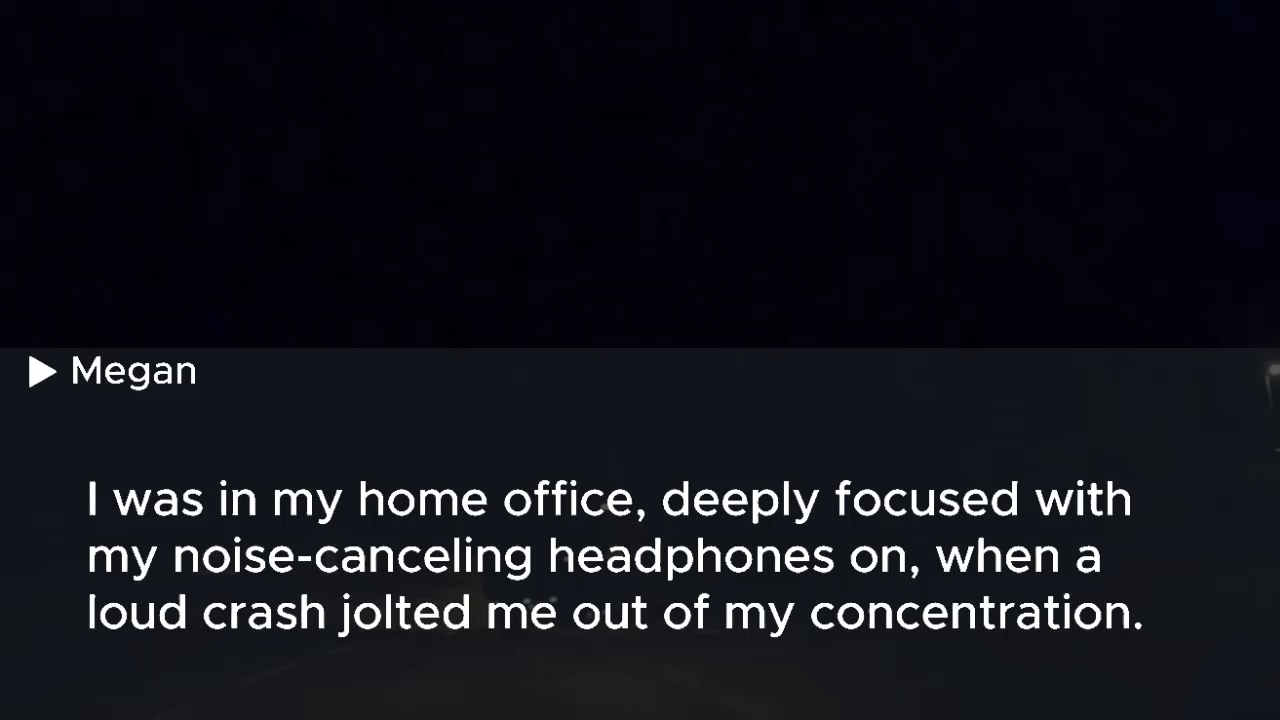 Megan
I was in my home office, deeply focused with
my noise-canceling headphones on, when a
loud crash jolted me out of my concentration.